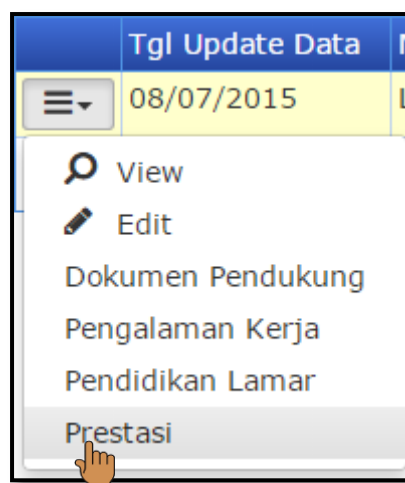 Tgl Update Data
08/07/2015
View
Edit
Dokumen Pendukung
Pengalaman Kerja
Pendidikan Lamar
Prestasi